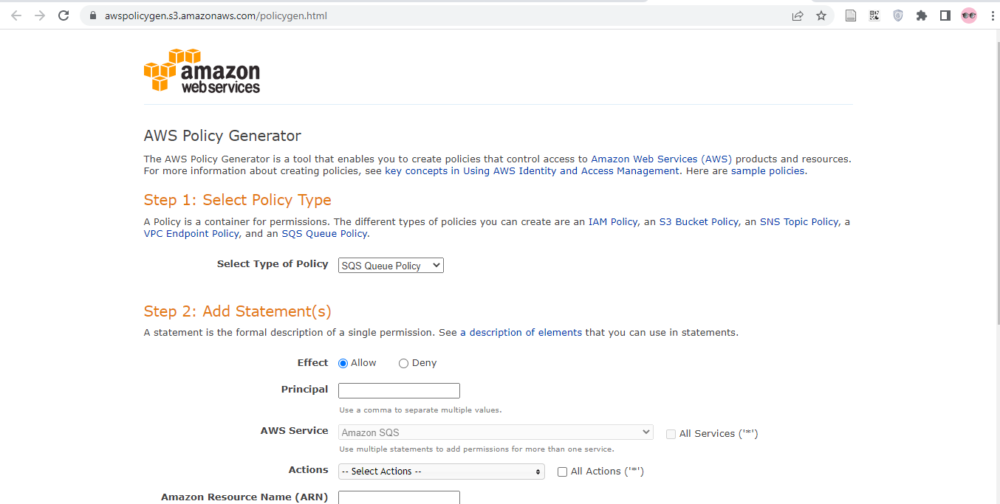 awspolicygen.s3.amazonaws.com/policygen.html
amazon
web services
AWS Policy Generator
The AWS Policy Generator is a tool that enables you to create policies that control access to Amazon Web Services (AWS) products and resources.
For more information about creating policies, see key concepts in Using AWS Identity and Access Management. Here are sample policies.
Step 1: Select Policy Type
A Policy is a container for permissions. The different types of policies you can create are an IAM Policy, an S3 Bucket Policy, an SNS Topic Policy, a
VPC Endpoint Policy, and an SQS Queue Policy.
Select Type of Policy SQS Queue Policy
Step 2: Add Statement(s)
A statement is the formal description of a single permission. See a description of elements that you can use in statements.
Effect Allow Deny
Principal
Use a comma to separate multiple values.
AWS Service Amazon SQS All Services ('*')
Use multiple statements to add permissions for more than one service.
Actions -- Select Actions -- All Actions ('*')
Amazon Resource Name (ARN)